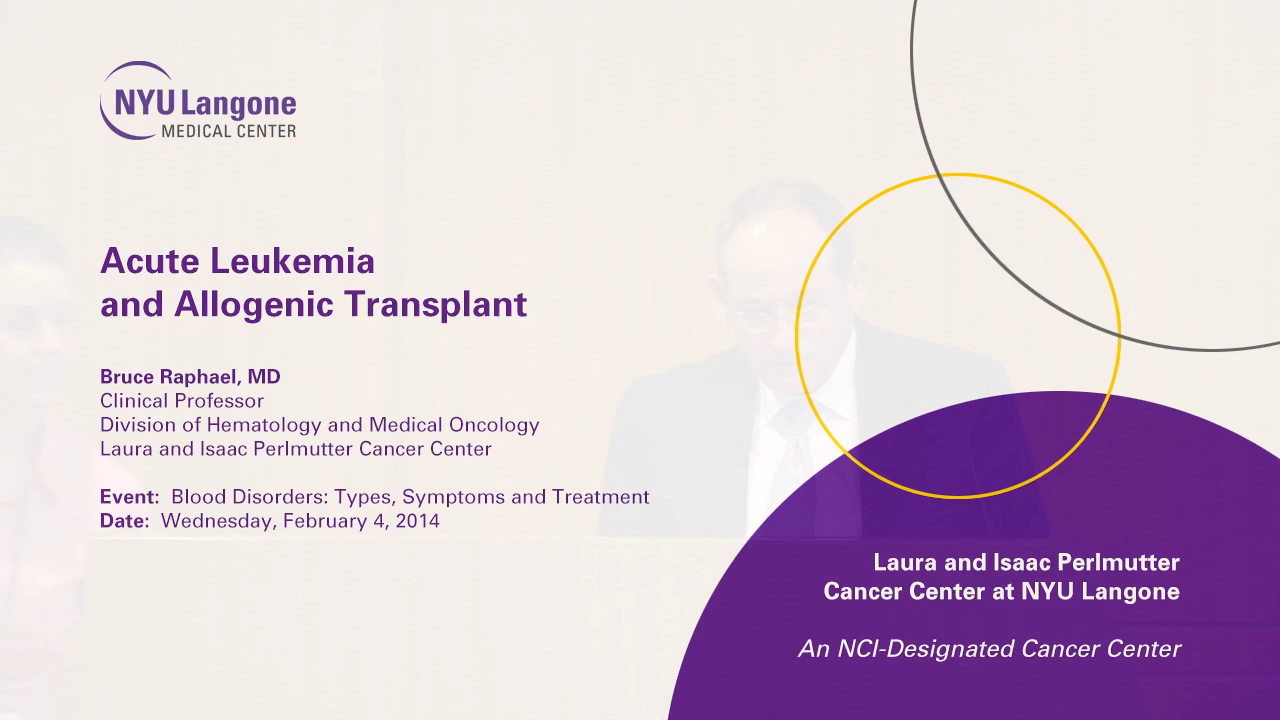 NYU Langone
MEDICAL CENTER
Acute Leukemia
and Allogenic Transplant
Bruce Raphael, MD
Clinical Professor
Division of Hematology and Medical Oncology
Laura and Isaac Perlmutter Cancer Center
Event: Blood Disorders: Types, Symptoms and Treatment
Date: Wednesday, February 4, 2014
Laura and Isaac Perlmutter
Cancer Center at NYU Langone
An NCI-Designated Cancer Center